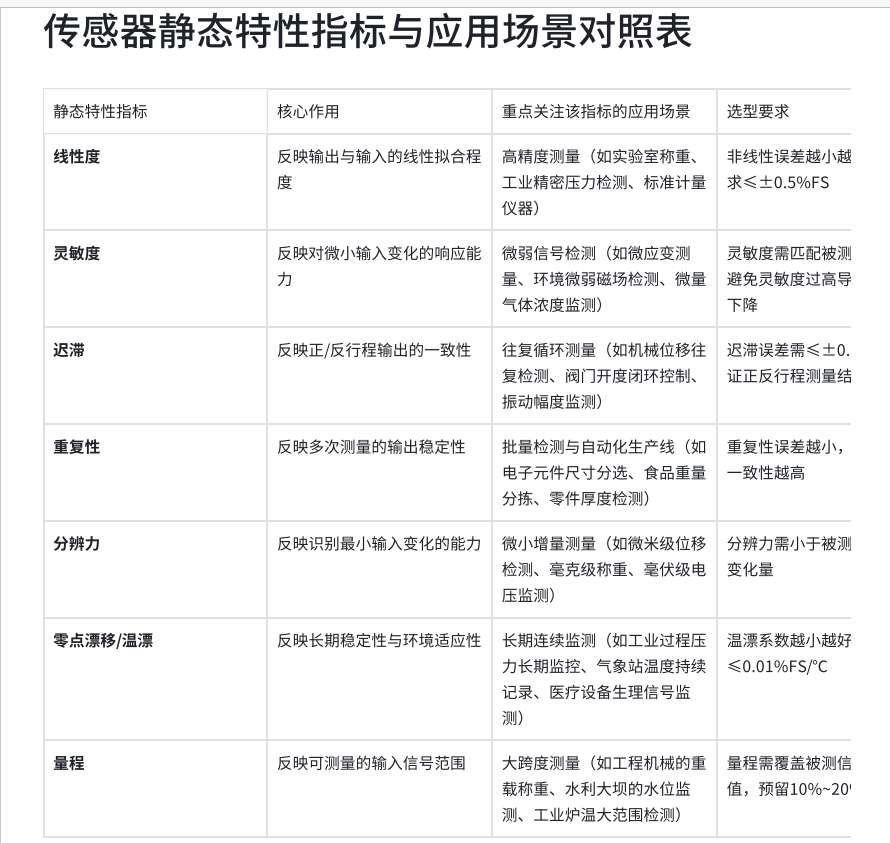 传感器静态特性指标与应用场景对照表
静态特性指标
核心作用
重点关注该指标的应用场景
选型要求
线性度
反映输出与输入的线性拟合程
度
高精度测量（如实验室称重、
工业精密压力检测、标准计量
仪器）
非线性误差越小越
求≤±0.5%FS
灵敏度
反映对微小输入变化的响应能
力
微弱信号检测（如微应变测
量、环境微弱磁场检测、微量
气体浓度监测）
灵敏度需匹配被测
避免灵敏度过高导
下降
迟滞
反映正/反行程输出的一致性
往复循环测量（如机械位移往
复检测、阀门开度闭环控制、
振动幅度监测）
迟滞误差需≤±0.
证正反行程测量结
重复性
反映多次测量的输出稳定性
批量检测与自动化生产线（如
电子元件尺寸分选、食品重量
分拣、零件厚度检测）
重复性误差越小，
一致性越高
分辨力
反映识别最小输入变化的能力
微小增量测量（如微米级位移
检测、毫克级称重、毫伏级电
压监测）
分辨力需小于被测
变化量
零点漂移/温漂
反映长期稳定性与环境适应性
长期连续监测（如工业过程压
力长期监控、气象站温度持续
记录、医疗设备生理信号监
测）
温漂系数越小越好
≤0.01%FS/℃
量程
反映可测量的输入信号范围
大跨度测量（如工程机械的重
载称重、水利大坝的水位监
测、工业炉温大范围检测）
量程需覆盖被测信
值，预留10%~20